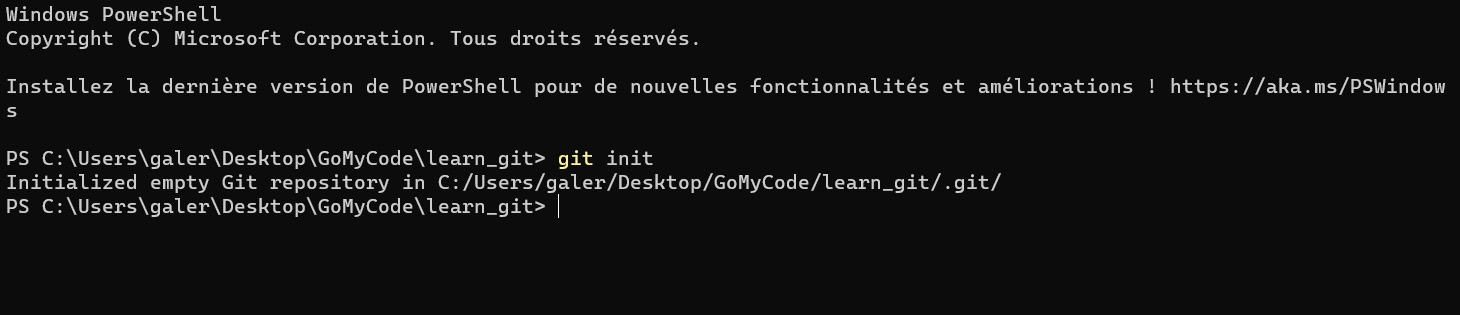 Windows PowerShell
Copyright (C) Microsoft Corporation. Tous droits réservés.
Installez la dernière version de PowerShell pour de nouvelles fonctionnalités et améliorations ! https://aka.ms/PSWindow
s
PS C:\Users\galer\Desktop\GoMyCode\learn_git> git init
Initialized empty Git repository in C:/Users/galer/Desktop/GoMyCode/learn_git/.git/
PS C:\Users\galer\Desktop\GoMyCode\learn_git>